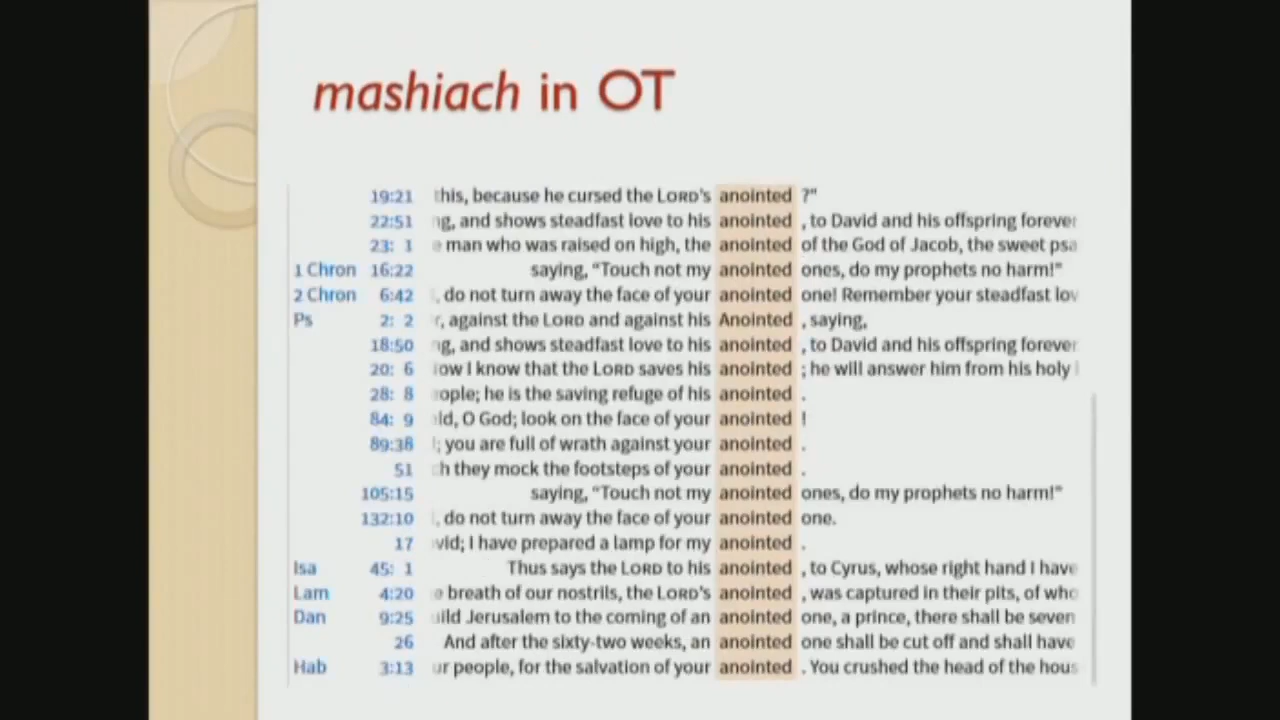 mashiach in OT
19:21 this, because he cursed the LORD's anointed ?"
22:51 and shows steadfast love to his anointed , to David and his offspring forever
23: 1 man who was raised on high, the anointed of the God of Jacob, the sweet
1 Chron 16:22 saying, "Touch not my anointed ones, do my prophets no harm!"
2 Chron 6:42 , do not turn away the face of your anointed one! Remember your steadfast
Ps 2: 2 , against the LORD and against his Anointed , saying,
18:50 and shows steadfast love to his anointed , to David and his offspring forever
20: 6 I know that the LORD saves his anointed ; he will answer him from his holy
28: 8 he is the saving refuge of his anointed .
84: 9 O God; look on the face of your anointed !
89:38 ; you are full of wrath against your anointed .
51 they mock the footsteps of your anointed .
105:15 saying, "Touch not my anointed ones, do my prophets no harm!"
132:10 , do not turn away the face of your anointed one.
17 I have prepared a lamp for my anointed .
Isa 45: 1 Thus says the LORD to his anointed , to Cyrus, whose right hand I have
Lam 4:20 breath of our nostrils, the LORD's anointed , was captured in their pits, of
Dan 9:25 Jerusalem to the coming of an anointed one, a prince, there shall be seven
26 And after the sixty-two weeks, an anointed one shall be cut off and shall have
Hab 3:13 people, for the salvation of your anointed . You crushed the head of the